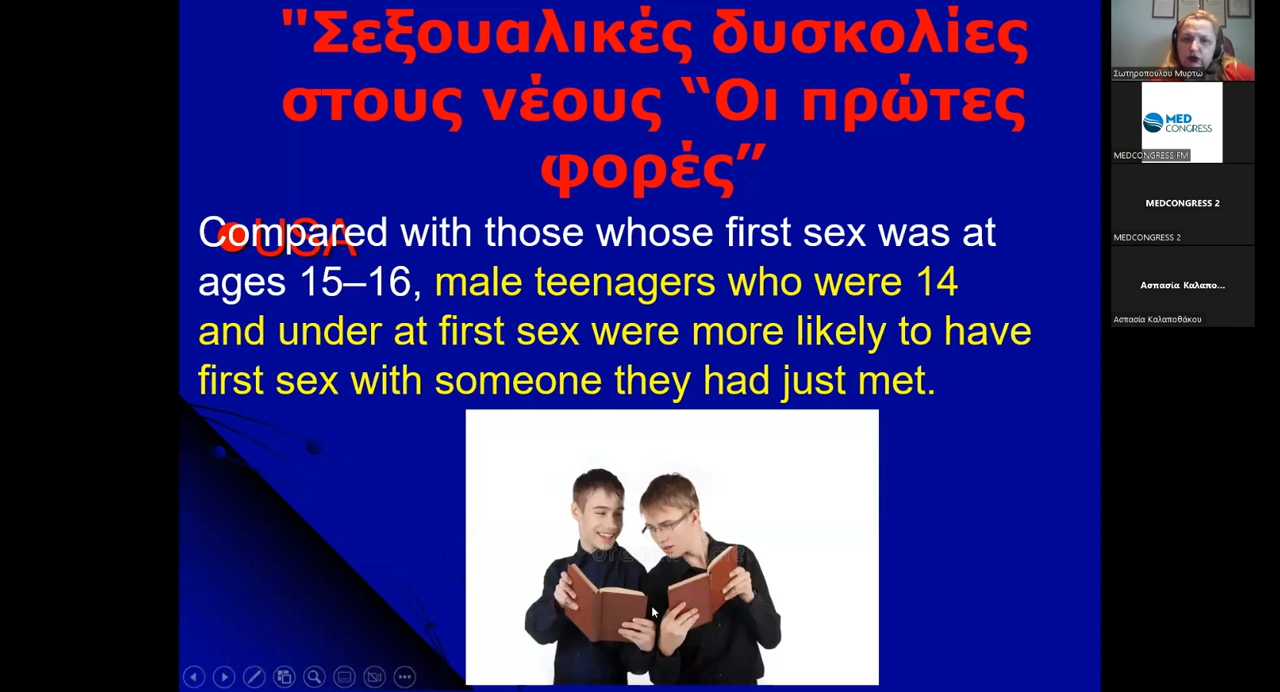 "Σεξουαλικές δυσκολίες
στους νέους “Οι πρώτες
φορές”
USA
Compared with those whose first sex was at
ages 15–16, male teenagers who were 14
and under at first sex were more likely to have
first sex with someone they had just met.
Σωτηροπούλου Μυρτώ
MED
CONGRESS
MEDCONGRESS FM
MEDCONGRESS 2
MEDCONGRESS 2
Ασπασία Καλαπο...
Ασπασία Καλαποθάκου